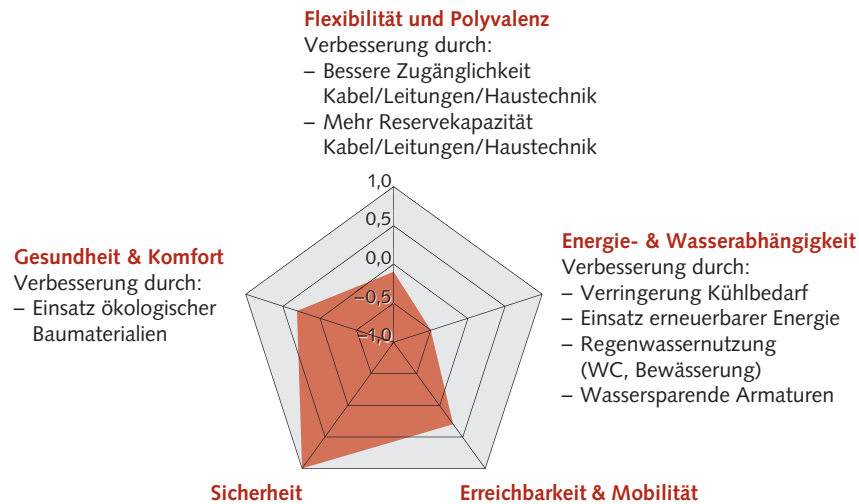 Flexibilität und Polyvalenz
Verbesserung durch:
– Bessere Zugänglichkeit
Kabel/Leitungen/Haustechnik
– Mehr Reservekapazität
Kabel/Leitungen/Haustechnik
1,0
0,5
0,0
–0,5
–1,0
Gesundheit & Komfort
Verbesserung durch:
– Einsatz ökologischer
Baumaterialien
Energie- & Wasserabhängigkeit
Verbesserung durch:
– Verringerung Kühlbedarf
– Einsatz erneuerbarer Energie
– Regenwassernutzung
(WC, Bewässerung)
– Wassersparende Armaturen
Sicherheit
Erreichbarkeit & Mobilität